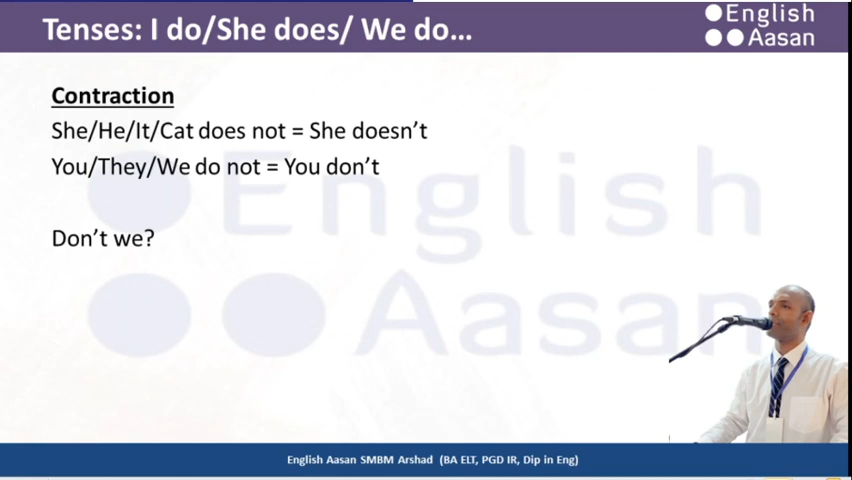 Tenses: I do/She does/ We do...
English
Aasan
Contraction
She/He/It/Cat does not = She doesn't
You/They/We do not = You don't
Don't we?
English
Aasan
English Aasan SMBM Arshad (BA ELT, PGD IR, Dip in Eng)